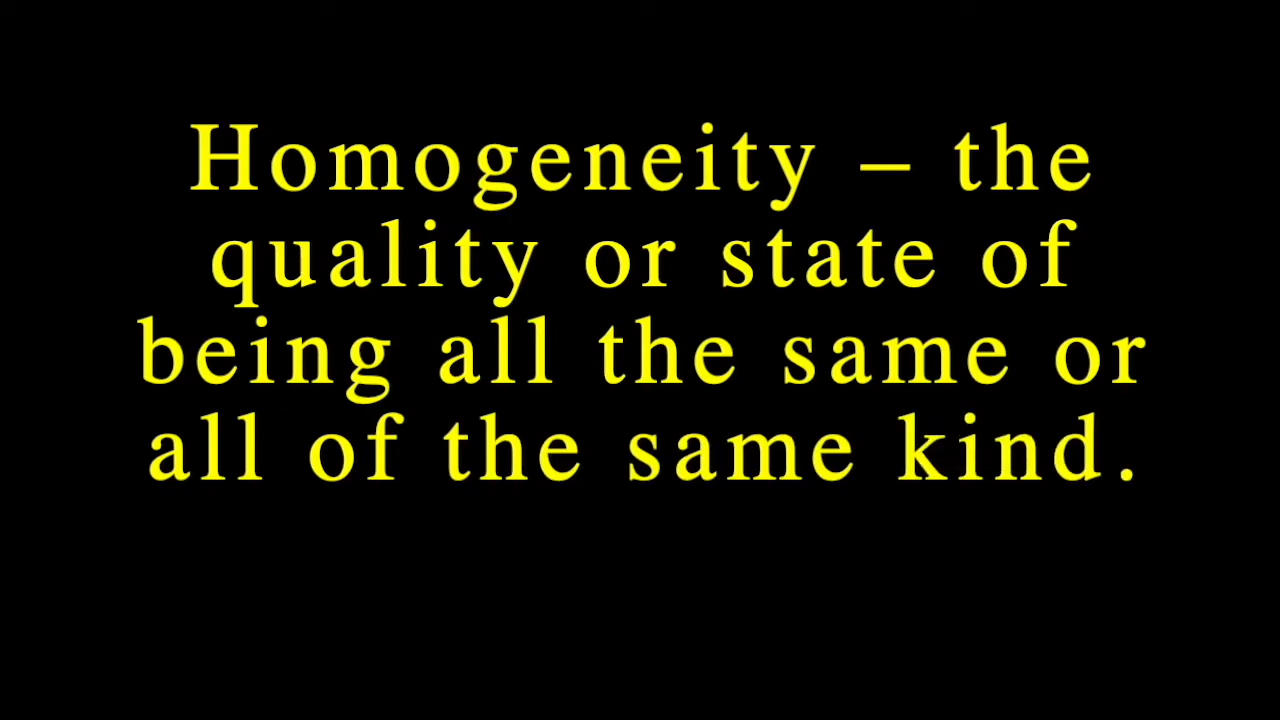 Homogeneity – the
quality or state of
being all the same or
all of the same kind.